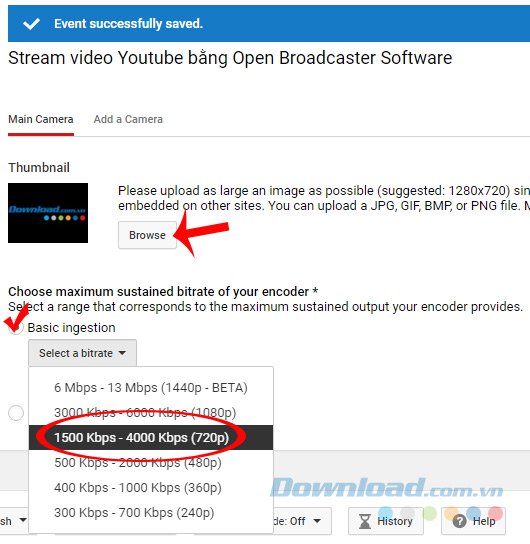 Event successfully saved.
Stream video Youtube bằng Open Broadcaster Software
Main Camera
Add a Camera
Thumbnail
Download.com.vn
Please upload as large an image as possible (suggested: 1280x720) sin
embedded on other sites. You can upload a JPG, GIF, BMP, or PNG file. M
Browse
Choose maximum sustained bitrate of your encoder *
Select a range that corresponds to the maximum sustained output your encoder provides.
Basic ingestion
Select a bitrate
6 Mbps - 13 Mbps (1440p - BETA)
3000 Kbps - 6000 Kbps (1080p)
1500 Kbps - 4000 Kbps (720p)
500 Kbps - 2000 Kbps (480p)
400 Kbps - 1000 Kbps (360p)
300 Kbps - 700 Kbps (240p)
Download.com.vn
sh
de: Off
History
Help